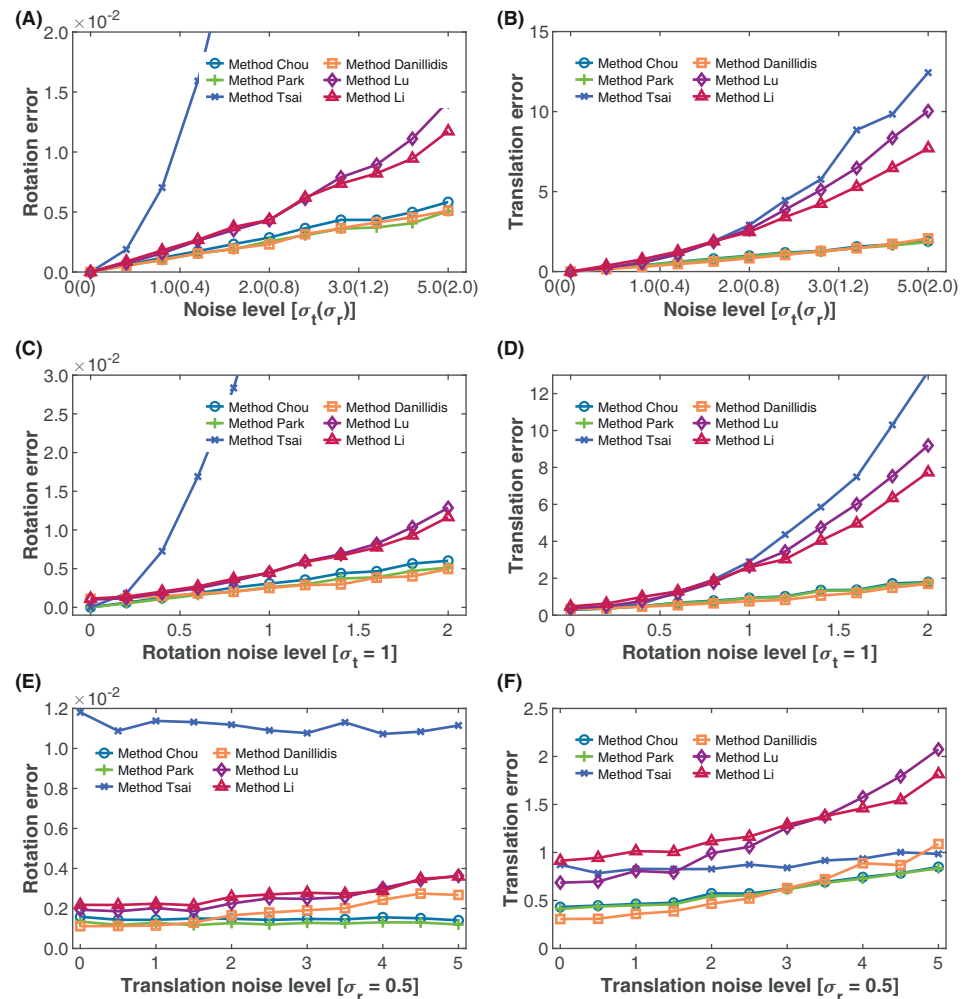 (A)
×10⁻²
2.0
1.5
1.0
0.5
0.0
Rotation error
Method Chou
Method Park
Method Tsai
Method Danillidis
Method Lu
Method Li
0(0) 1.0(0.4) 2.0(0.8) 3.0(1.2) 5.0(2.0)
Noise level [σt(σr)]
(B)
15
10
5
0
Translation error
Method Chou
Method Park
Method Tsai
Method Danillidis
Method Lu
Method Li
0(0) 1.0(0.4) 2.0(0.8) 3.0(1.2) 5.0(2.0)
Noise level [σt(σr)]
(C)
×10⁻²
3.0
2.5
2.0
1.5
1.0
0.5
0.0
Rotation error
Method Chou
Method Park
Method Tsai
Method Danillidis
Method Lu
Method Li
0 0.5 1 1.5 2
Rotation noise level [σt = 1]
(D)
12
10
8
6
4
2
0
Translation error
Method Chou
Method Park
Method Tsai
Method Danillidis
Method Lu
Method Li
0 0.5 1 1.5 2
Rotation noise level [σt = 1]
(E)
×10⁻²
1.2
1.0
0.8
0.6
0.4
0.2
0.0
Rotation error
Method Chou
Method Park
Method Tsai
Method Danillidis
Method Lu
Method Li
0 1 2 3 4 5
Translation noise level [σr = 0.5]
(F)
2.5
2
1.5
1
0.5
0
Translation error
Method Chou
Method Park
Method Tsai
Method Danillidis
Method Lu
Method Li
0 1 2 3 4 5
Translation noise level [σr = 0.5]